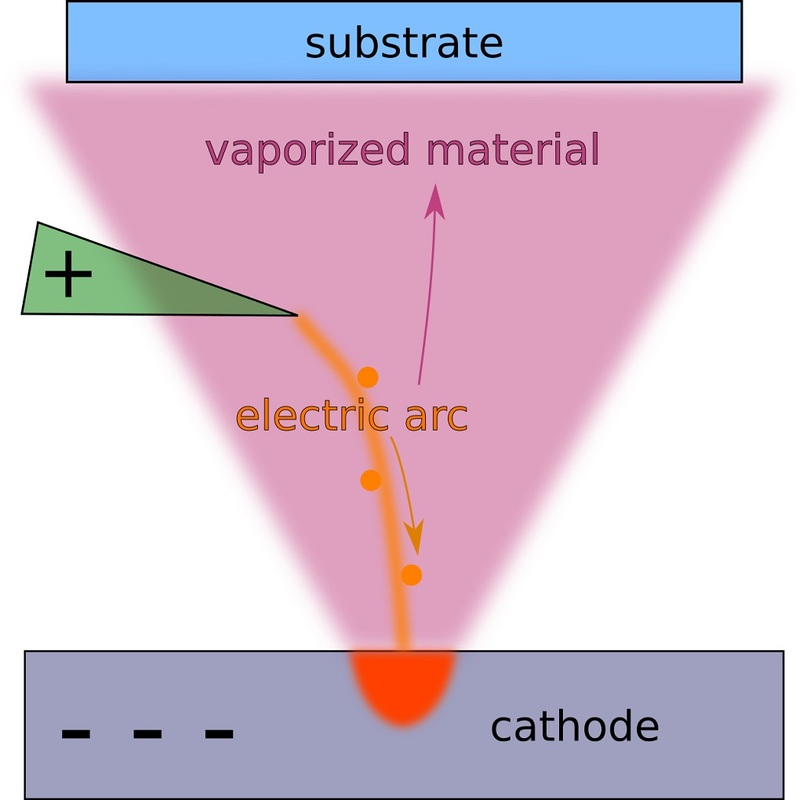 substrate
vaporized material
+
electric arc
- - -
cathode